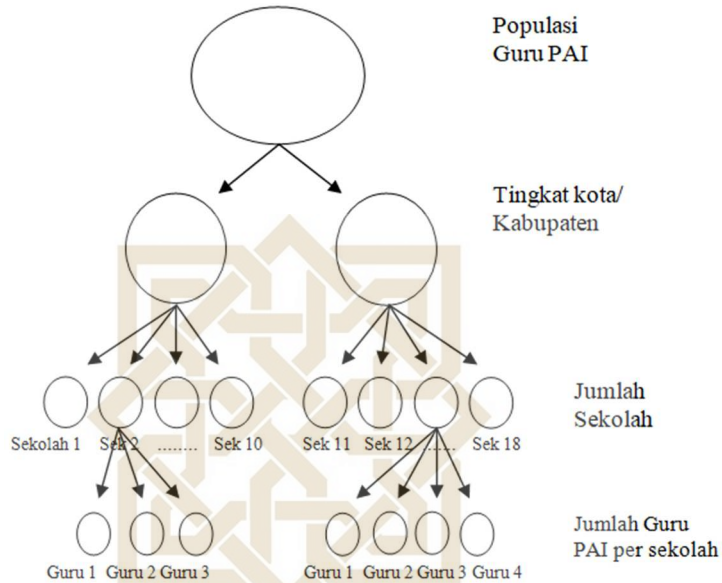 Populasi
Guru PAI
Tingkat kota/
Kabupaten
Jumlah
Sekolah
Sekolah 1 Sek 2 ........ Sek 10 Sek 11 Sek 12 ....... Sek 18
Jumlah Guru
PAI per sekolah
Guru 1 Guru 2 Guru 3 Guru 1 Guru 2 Guru 3 Guru 4